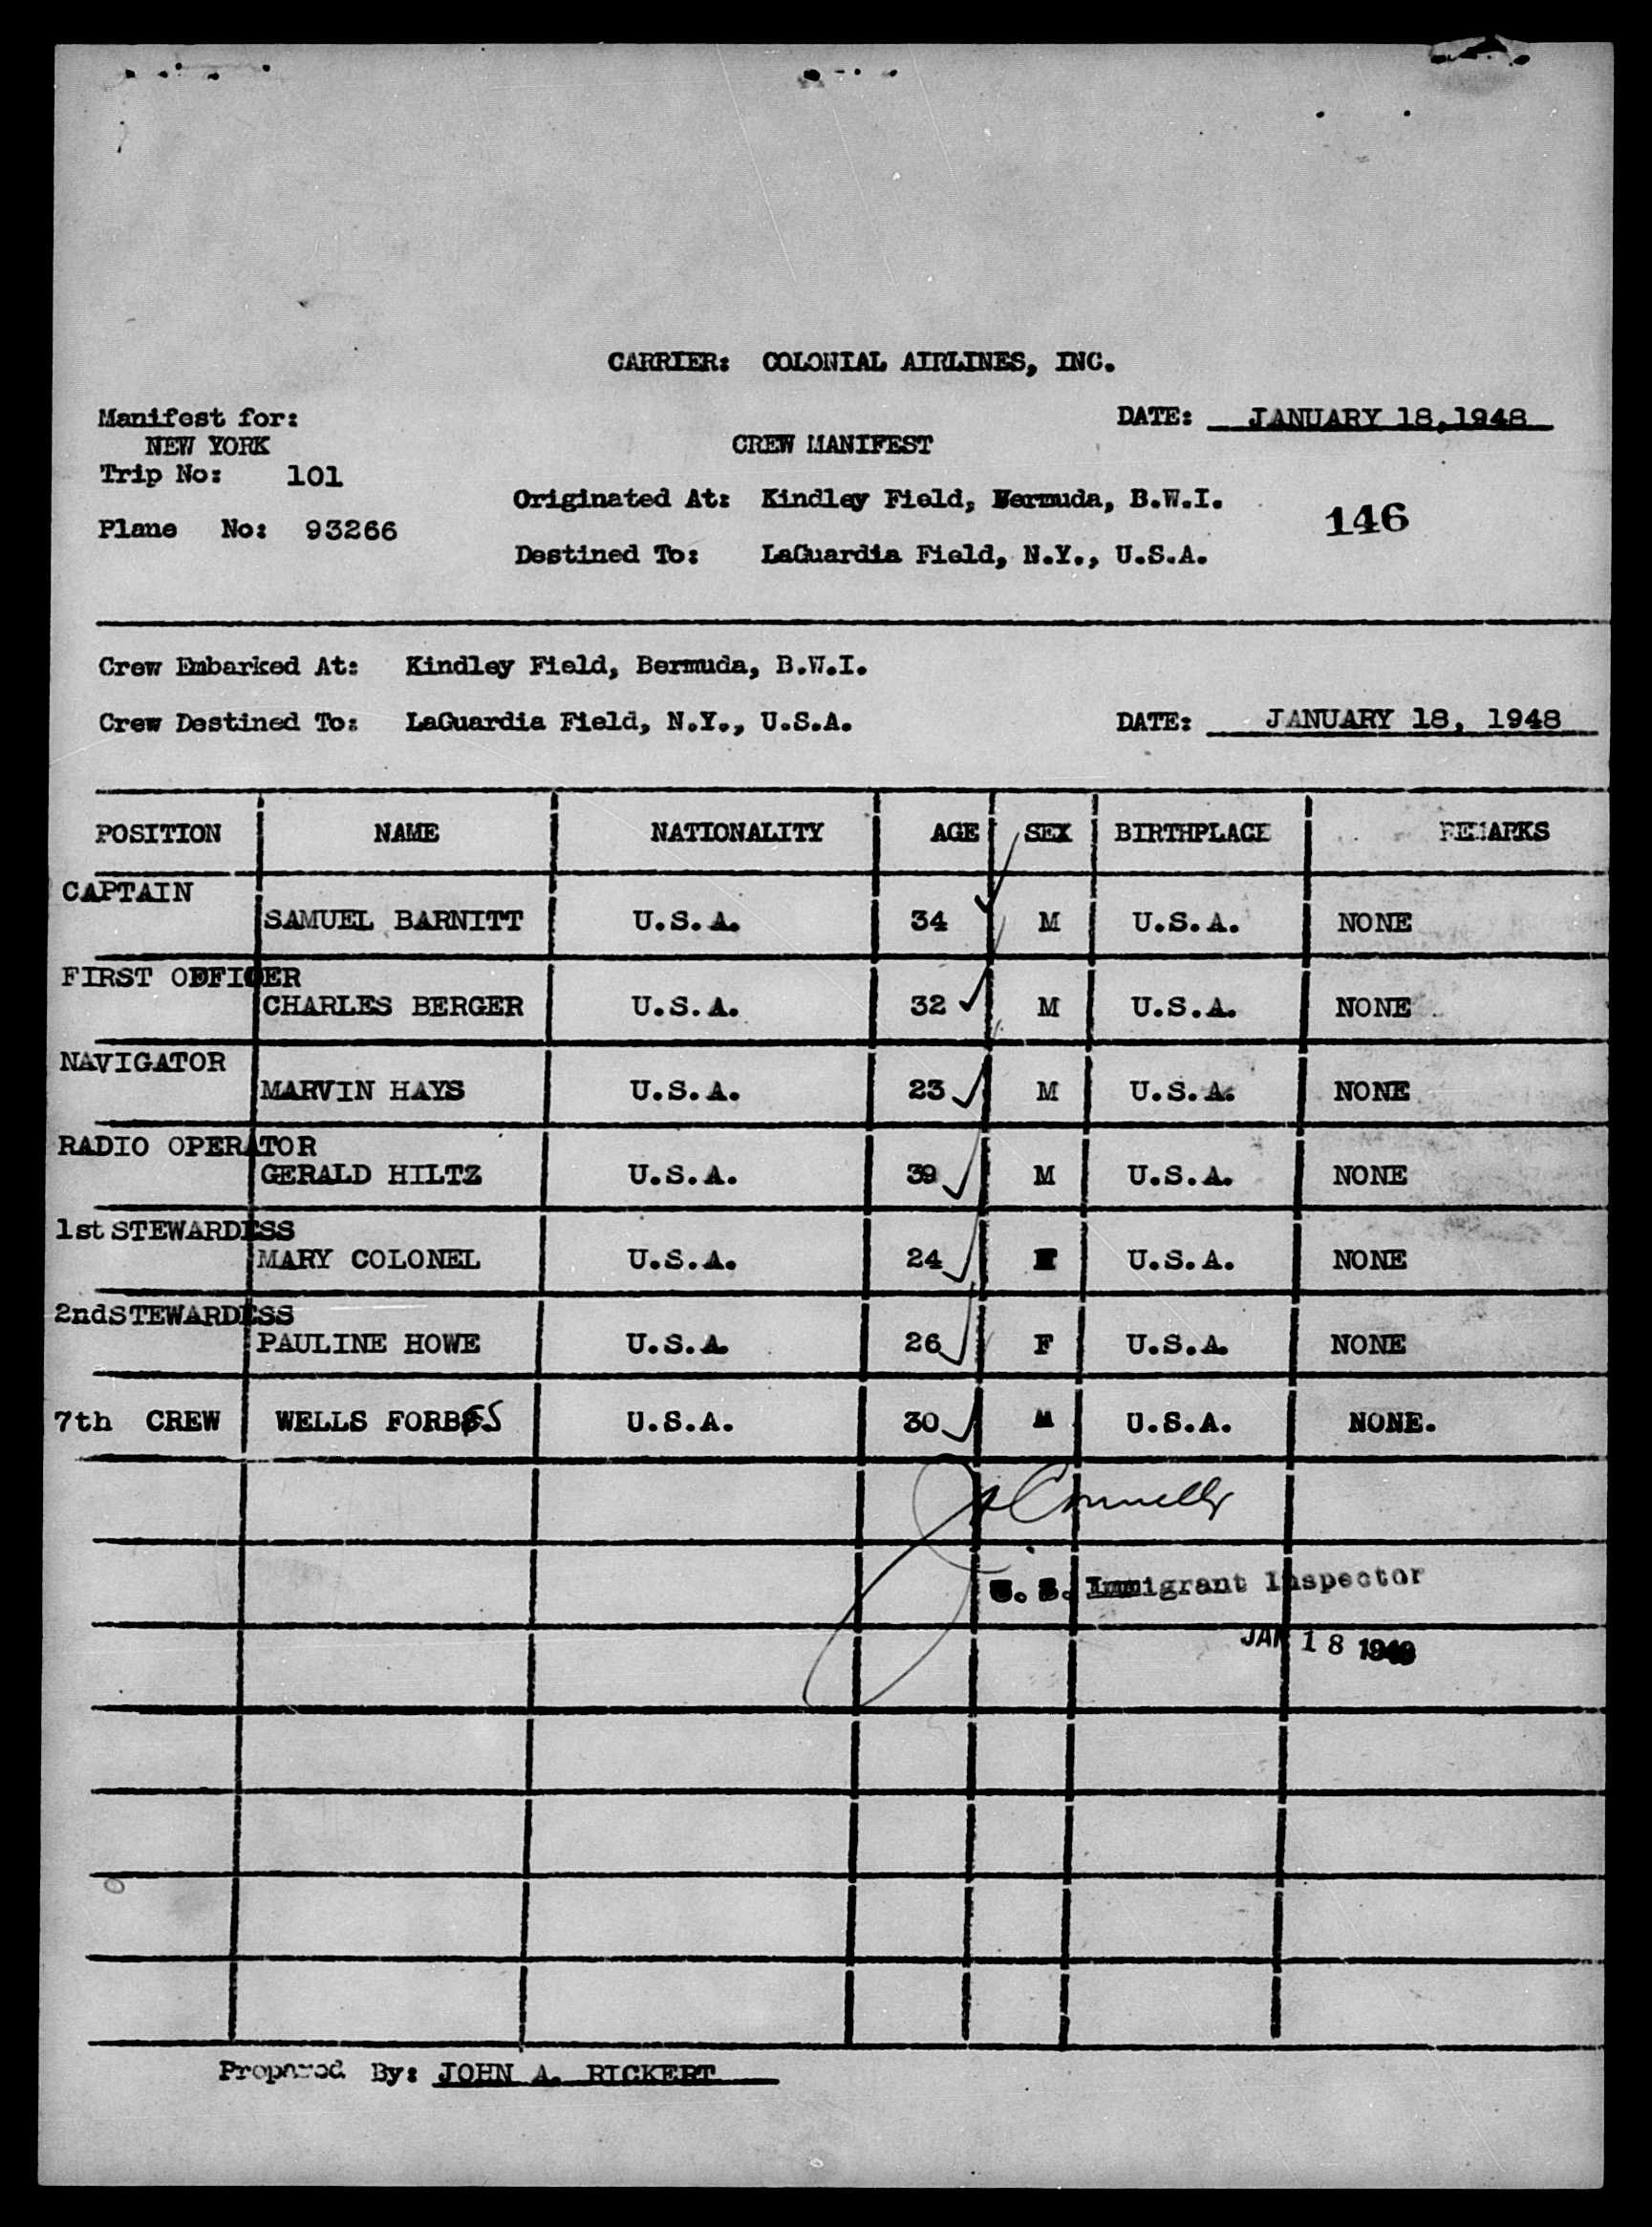 CARRIER: COLONIAL AIRLINES, INC.
Manifest for:
DATE: JANUARY 18, 1948
NEW YORK
CREW MANIFEST
Trip No: 101
Originated At: Kindley Field, Bermuda, B.W.I.
146
Plane No: 93266
Destined To: LaGuardia Field, N.Y., U.S.A.
Crew Embarked At: Kindley Field, Bermuda, B.W.I.
Crew Destined To: LaGuardia Field, N.Y., U.S.A. DATE: JANUARY 18, 1948
POSITION NAME NATIONALITY AGE SEX BIRTHPLACE REMARKS
CAPTAIN
SAMUEL BARNITT U.S.A. 34 M U.S.A. NONE
FIRST OFFICER
CHARLES BERGER U.S.A. 32 M U.S.A. NONE
NAVIGATOR
MARVIN HAYS U.S.A. 23 M U.S.A. NONE
RADIO OPERATOR
GERALD HILTZ U.S.A. 39 M U.S.A. NONE
1st STEWARDESS
MARY COLONEL U.S.A. 24 U.S.A. NONE
2ndSTEWARDESS
PAULINE HOWE U.S.A. 26 F U.S.A. NONE
7th CREW WELLS FORBES U.S.A. 30 M U.S.A. NONE.
Connelly
U. S. Immigrant Inspector
JAN 18 1948
Prepared By: JOHN A. RICKERT